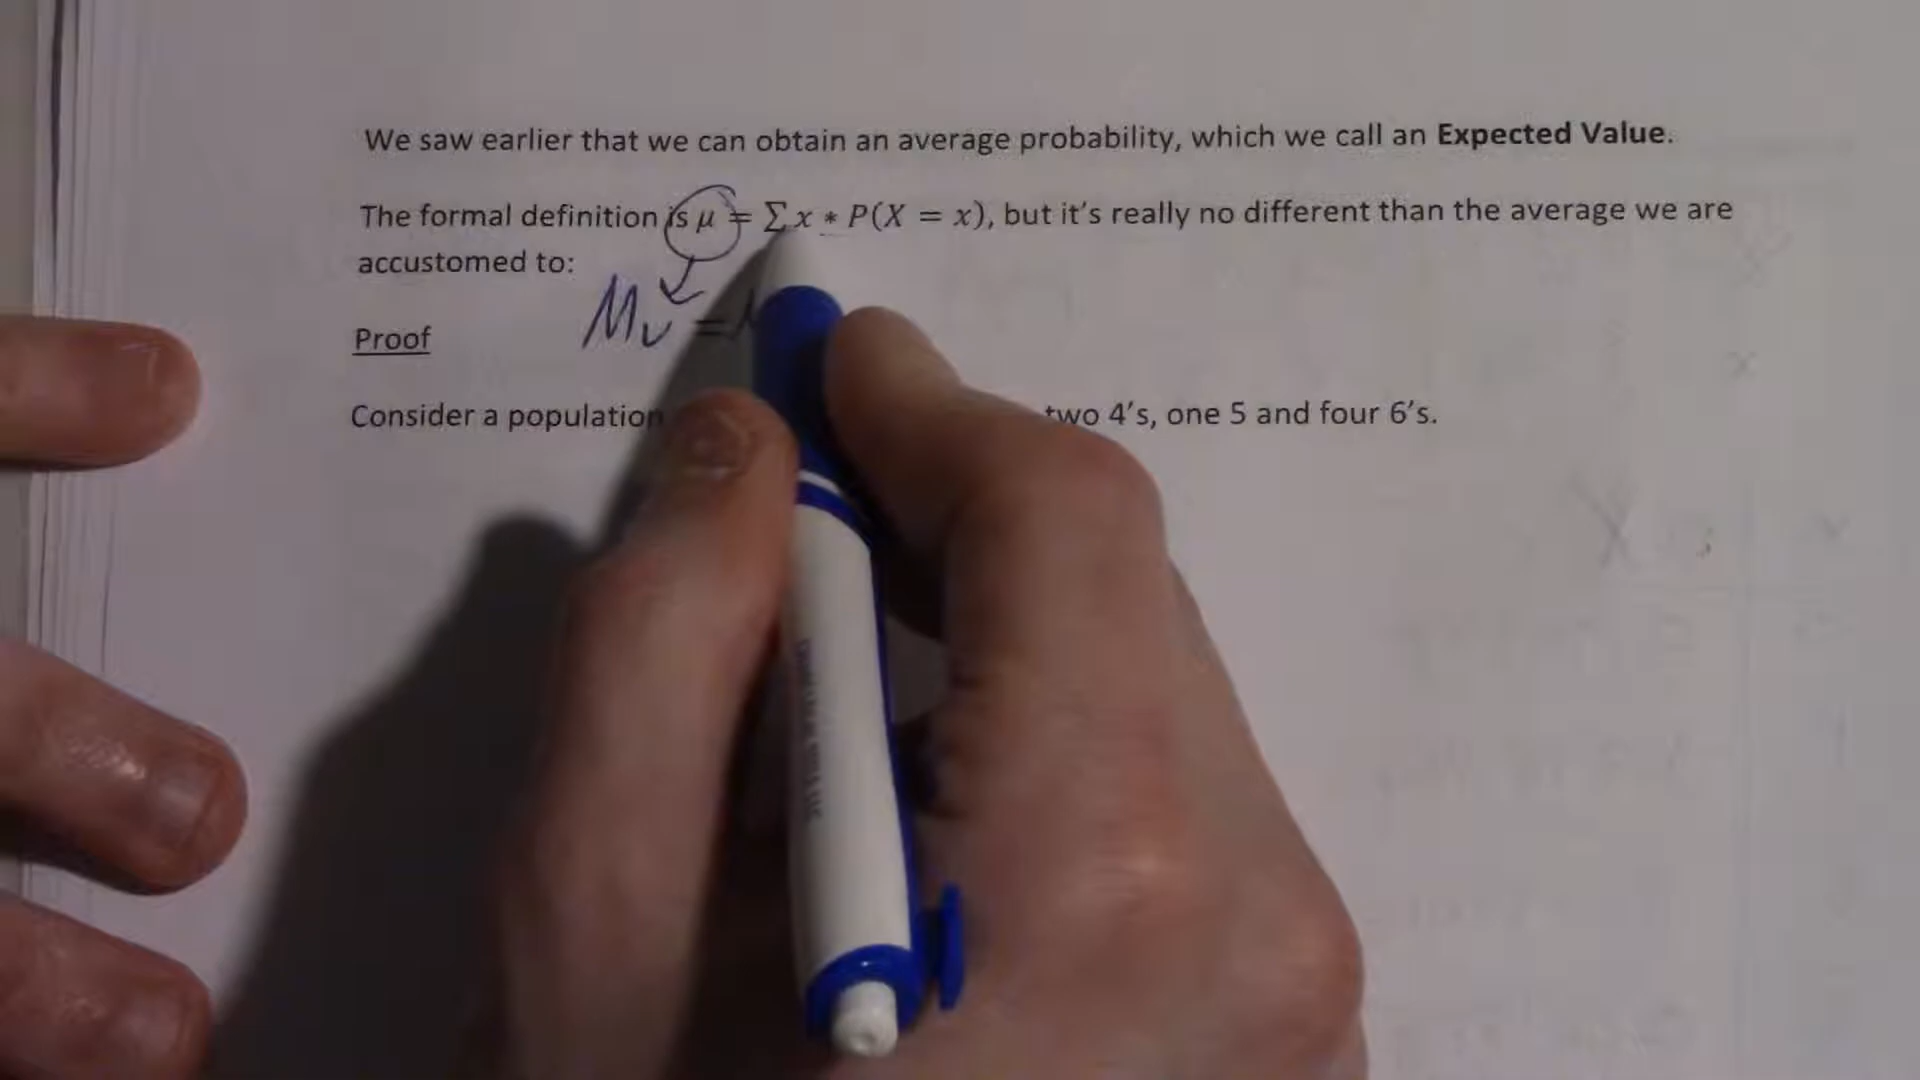 We saw earlier that we can obtain an average probability, which we call an Expected Value.
The formal definition is μ = ∑ x ∗ P(X = x), but it's really no different than the average we are
accustomed to:
Mu =
Proof
Consider a population two 4's, one 5 and four 6's.